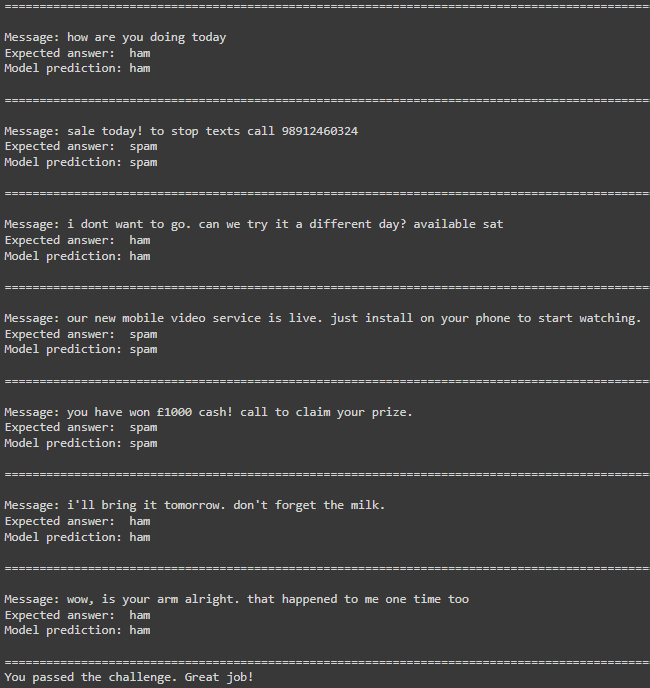 ============================================================================================
Message: how are you doing today
Expected answer:  ham
Model prediction: ham
============================================================================================
Message: sale today! to stop texts call 98912460324
Expected answer:  spam
Model prediction: spam
============================================================================================
Message: i dont want to go. can we try it a different day? available sat
Expected answer:  ham
Model prediction: ham
============================================================================================
Message: our new mobile video service is live. just install on your phone to start watching.
Expected answer:  spam
Model prediction: spam
============================================================================================
Message: you have won £1000 cash! call to claim your prize.
Expected answer:  spam
Model prediction: spam
============================================================================================
Message: i'll bring it tomorrow. don't forget the milk.
Expected answer:  ham
Model prediction: ham
============================================================================================
Message: wow, is your arm alright. that happened to me one time too
Expected answer:  ham
Model prediction: ham
============================================================================================
You passed the challenge. Great job!